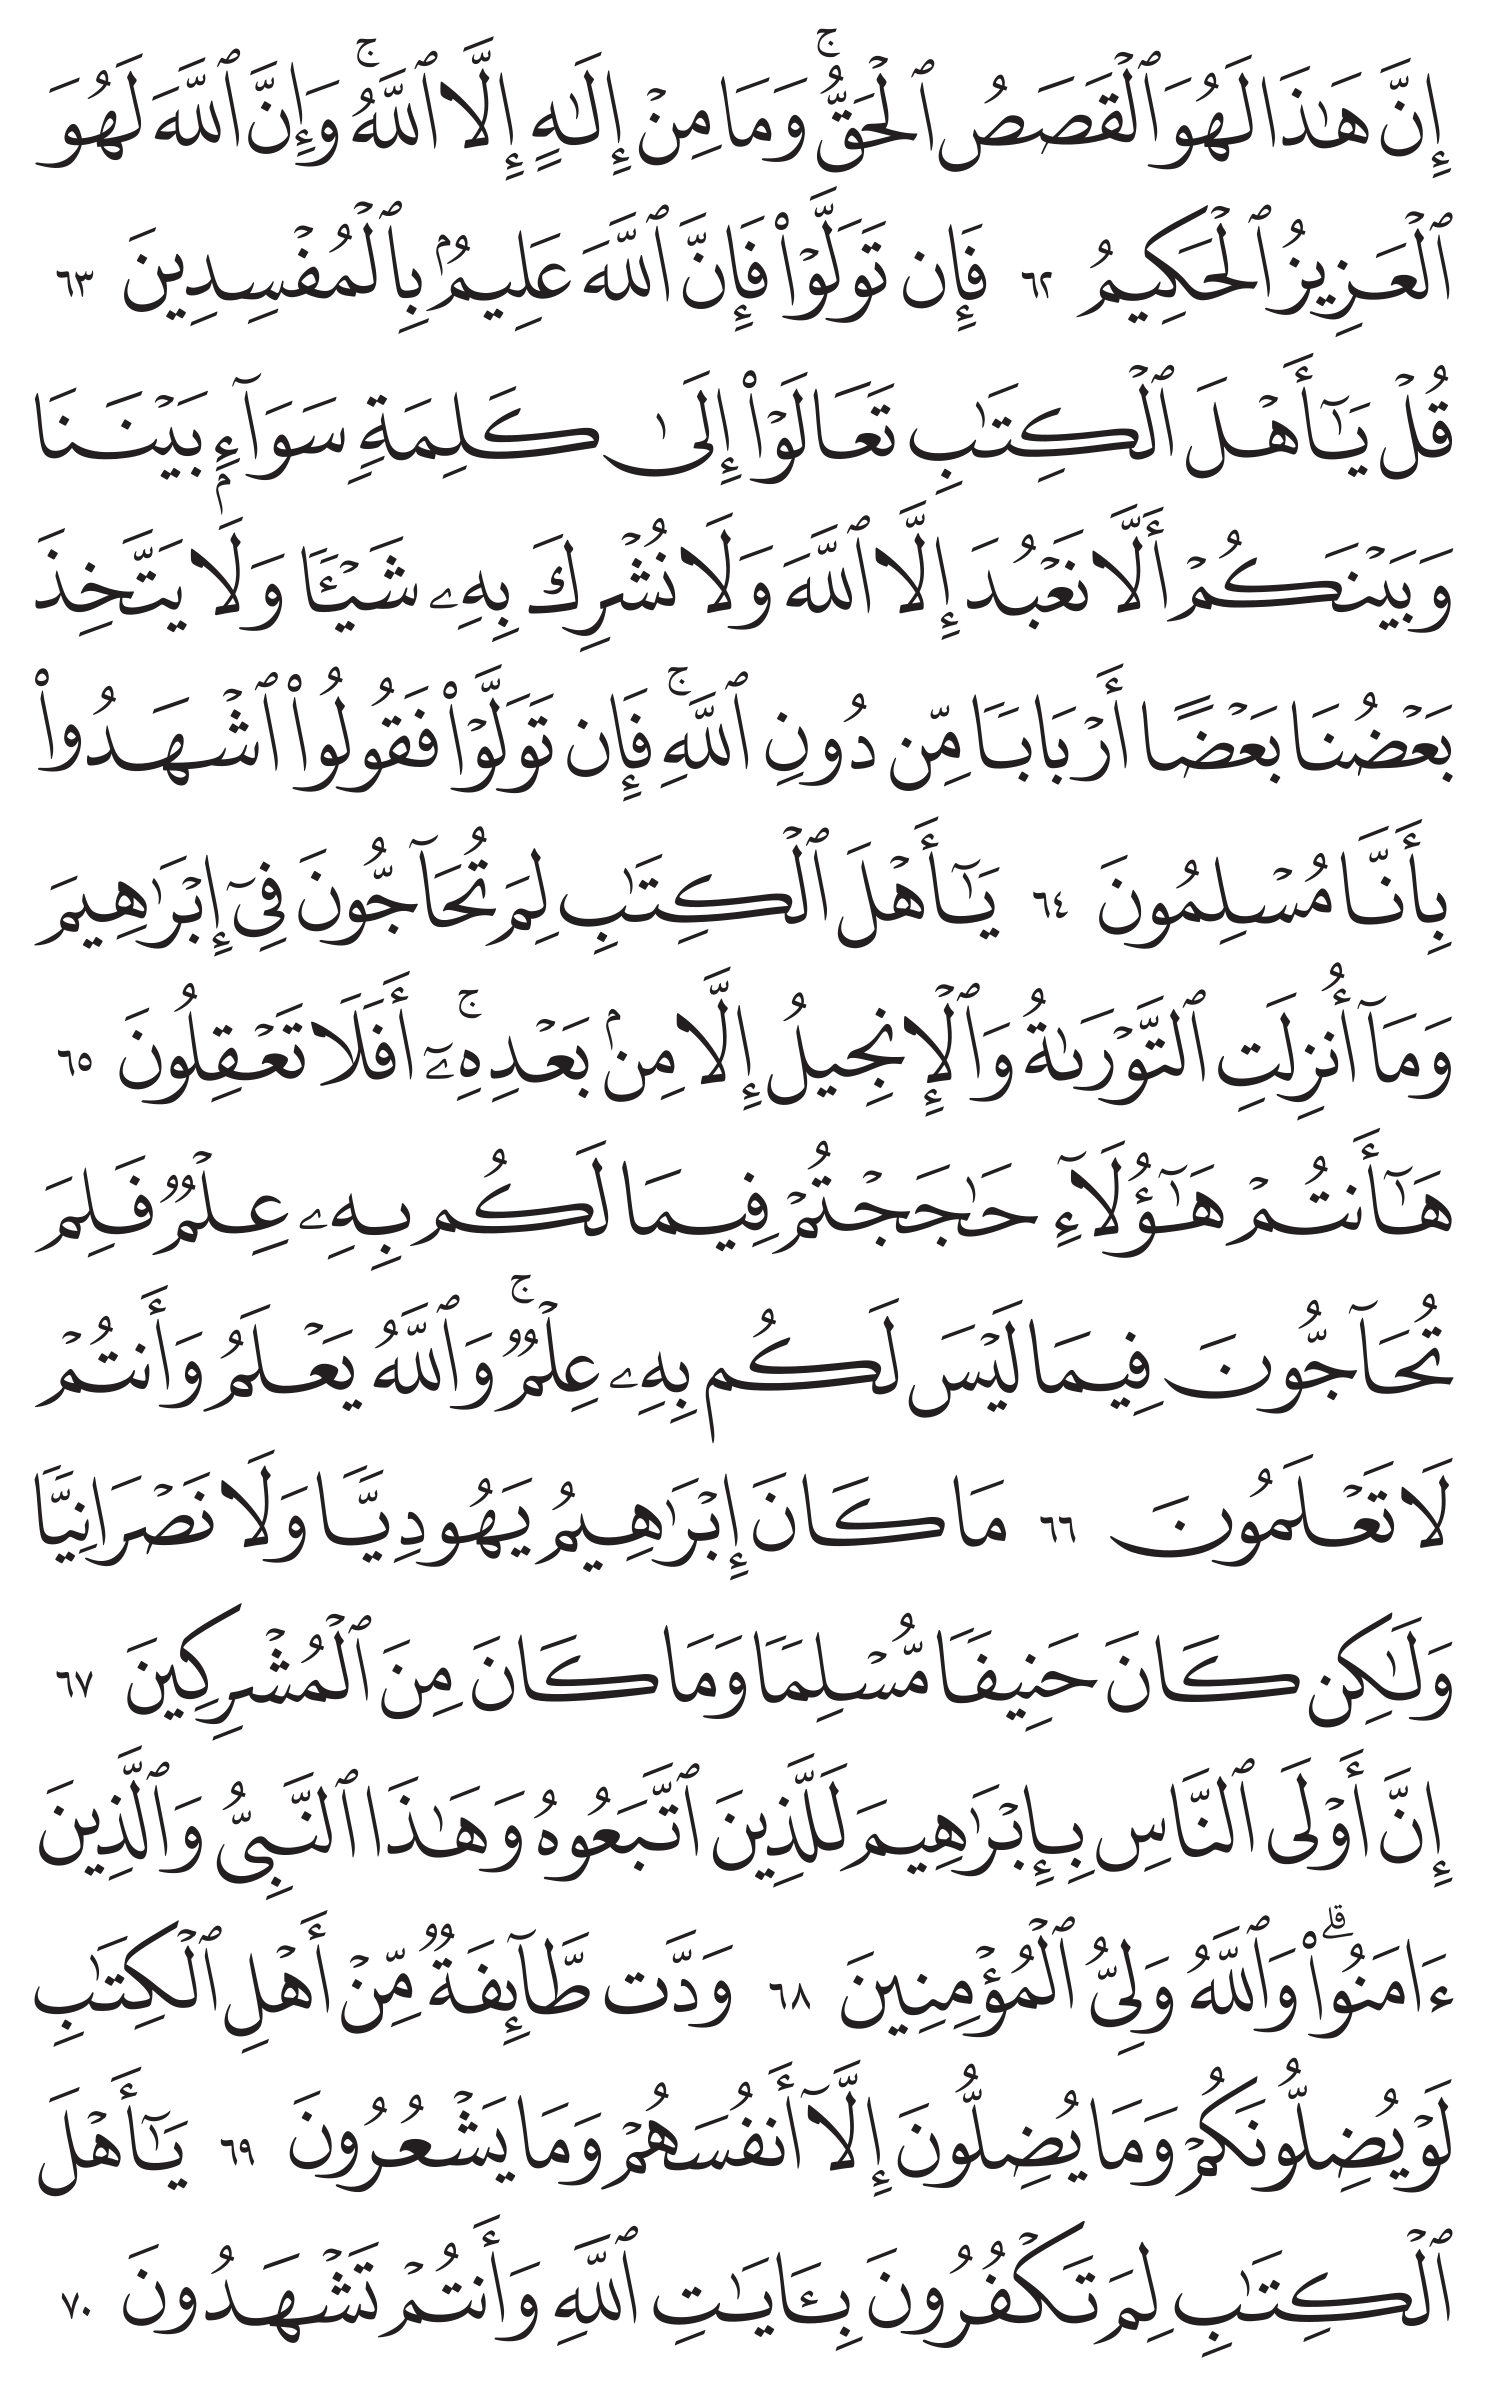 إِنَّ هَٰذَا لَهُوَ ٱلۡقَصَصُ ٱلۡحَقُّۚ وَمَا مِنۡ إِلَٰهٍ إِلَّا ٱللَّهُۚ وَإِنَّ ٱللَّهَ لَهُوَ
ٱلۡعَزِيزُ ٱلۡحَكِيمُ ٦٢ فَإِن تَوَلَّوۡاْ فَإِنَّ ٱللَّهَ عَلِيمُۢ بِٱلۡمُفۡسِدِينَ ٦٣
قُلۡ يَٰٓأَهۡلَ ٱلۡكِتَٰبِ تَعَالَوۡاْ إِلَىٰ كَلِمَةٖ سَوَآءِۭ بَيۡنَنَا
وَبَيۡنَكُمۡ أَلَّا نَعۡبُدَ إِلَّا ٱللَّهَ وَلَا نُشۡرِكَ بِهِۦ شَيۡـٔٗا وَلَا يَتَّخِذَ
بَعۡضُنَا بَعۡضًا أَرۡبَابٗا مِّن دُونِ ٱللَّهِۚ فَإِن تَوَلَّوۡاْ فَقُولُواْ ٱشۡهَدُواْ
بِأَنَّا مُسۡلِمُونَ ٦٤ يَٰٓأَهۡلَ ٱلۡكِتَٰبِ لِمَ تُحَآجُّونَ فِيٓ إِبۡرَٰهِيمَ
وَمَآ أُنزِلَتِ ٱلتَّوۡرَىٰةُ وَٱلۡإِنجِيلُ إِلَّا مِنۢ بَعۡدِهِۦٓۚ أَفَلَا تَعۡقِلُونَ ٦٥
هَٰٓأَنتُمۡ هَٰٓؤُلَآءِ حَٰجَجۡتُمۡ فِيمَا لَكُم بِهِۦ عِلۡمٞ فَلِمَ
تُحَآجُّونَ فِيمَا لَيۡسَ لَكُم بِهِۦ عِلۡمٞۚ وَٱللَّهُ يَعۡلَمُ وَأَنتُمۡ
لَا تَعۡلَمُونَ ٦٦ مَا كَانَ إِبۡرَٰهِيمُ يَهُودِيّٗا وَلَا نَصۡرَانِيّٗا
وَلَٰكِن كَانَ حَنِيفٗا مُّسۡلِمٗا وَمَا كَانَ مِنَ ٱلۡمُشۡرِكِينَ ٦٧
إِنَّ أَوۡلَى ٱلنَّاسِ بِإِبۡرَٰهِيمَ لَلَّذِينَ ٱتَّبَعُوهُ وَهَٰذَا ٱلنَّبِيُّ وَٱلَّذِينَ
ءَامَنُواْۗ وَٱللَّهُ وَلِيُّ ٱلۡمُؤۡمِنِينَ ٦٨ وَدَّت طَّآئِفَةٞ مِّنۡ أَهۡلِ ٱلۡكِتَٰبِ
لَوۡ يُضِلُّونَكُمۡ وَمَا يُضِلُّونَ إِلَّآ أَنفُسَهُمۡ وَمَا يَشۡعُرُونَ ٦٩ يَٰٓأَهۡلَ
ٱلۡكِتَٰبِ لِمَ تَكۡفُرُونَ بِـَٔايَٰتِ ٱللَّهِ وَأَنتُمۡ تَشۡهَدُونَ ٧٠